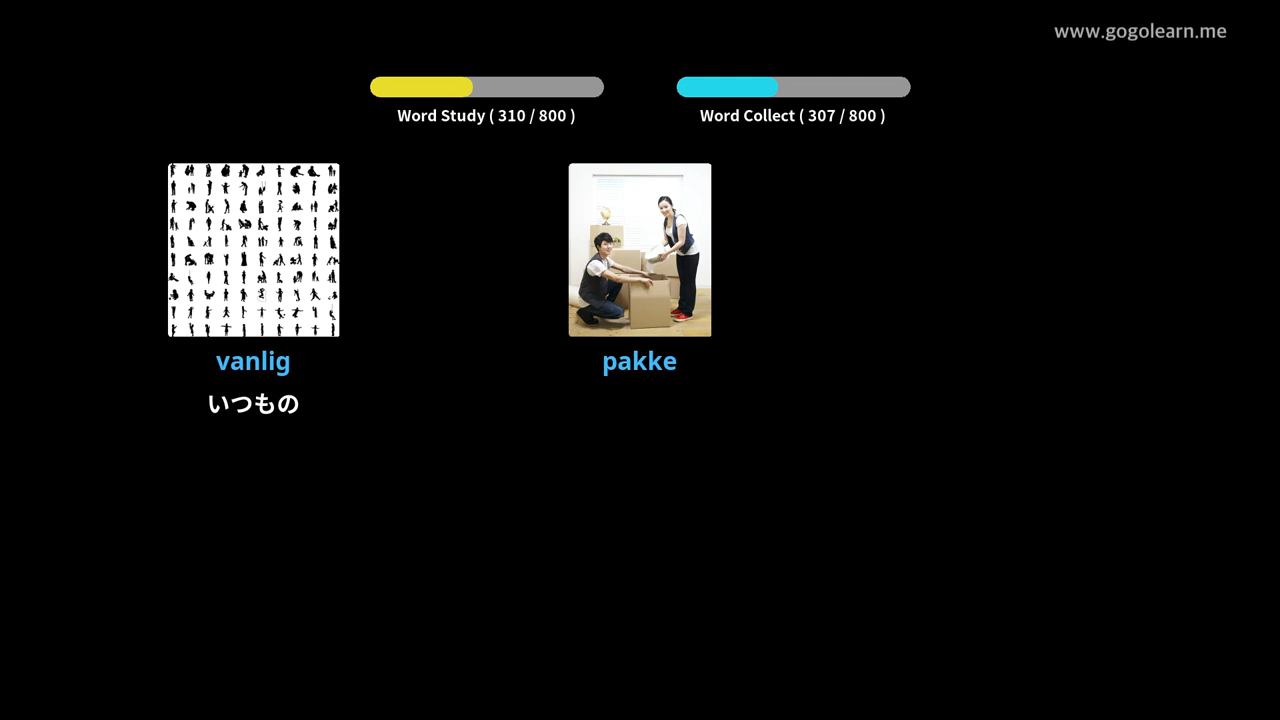 www.gogolearn.me
Word Study ( 310 / 800 )
Word Collect ( 307 / 800 )
vanlig
いつもの
pakke